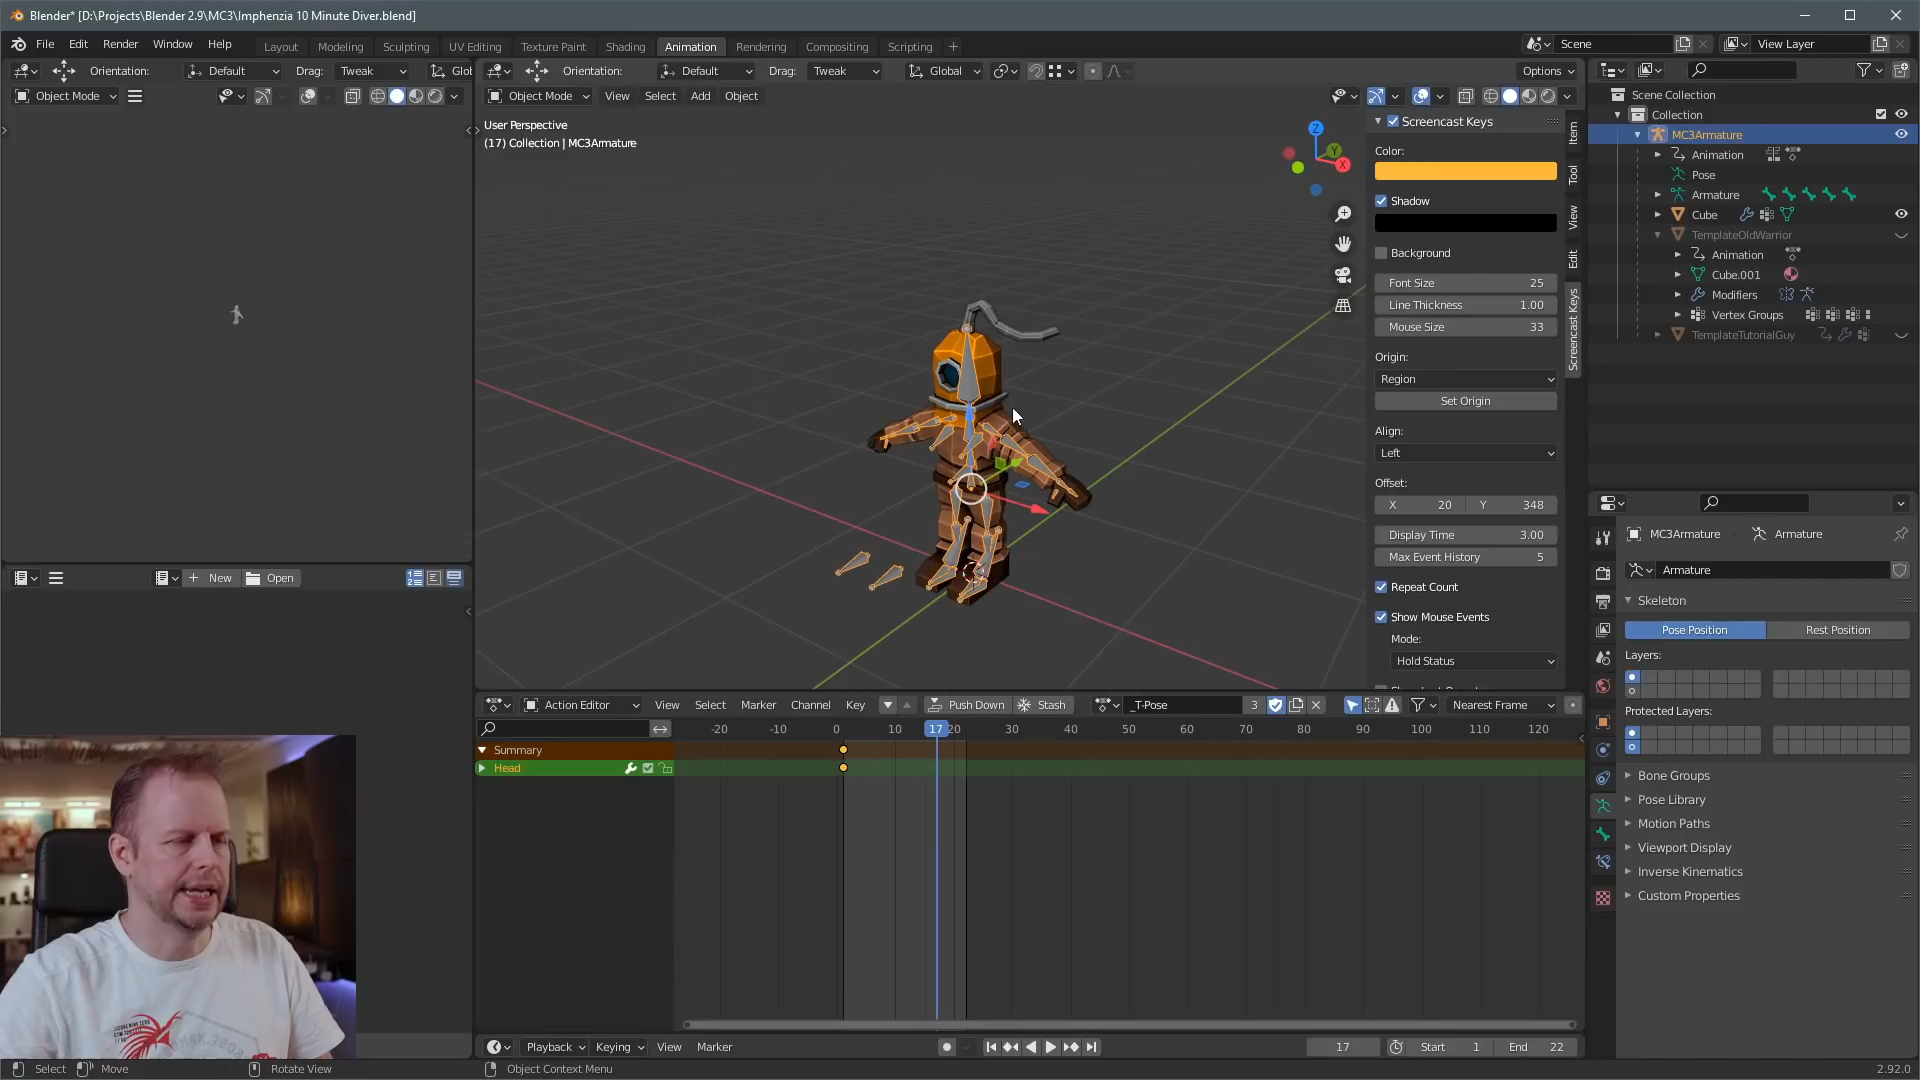 Blender* [D:\Projects\Blender 2.9\MC3\Imphenzia 10 Minute Diver.blend]
File Edit Render Window Help
Layout Modeling Sculpting UV Editing Texture Paint Shading Animation Rendering Compositing Scripting +
Scene
View Layer
Orientation: Default Drag: Tweak Glob
Orientation: Default Drag: Tweak Global
Options
Object Mode
Object Mode View Select Add Object
User Perspective
(17) Collection | MC3Armature
Z
Y
X
Screencast Keys
Color:
Shadow
Background
Font Size 25
Line Thickness 1.00
Mouse Size 33
Origin:
Region
Set Origin
Align:
Left
Offset:
X 20 Y 348
Display Time 3.00
Max Event History 5
Repeat Count
Show Mouse Events
Mode:
Hold Status
Item
Tool
View
Edit
Screencast Keys
Scene Collection
Collection
MC3Armature
Animation
Pose
Armature
Cube
TemplateOldWarrior
Animation
Cube.001
Modifiers
Vertex Groups
TemplateTutorialGuy
MC3Armature Armature
Armature
Skeleton
Pose Position Rest Position
Layers:
Protected Layers:
Bone Groups
Pose Library
Motion Paths
Viewport Display
Inverse Kinematics
Custom Properties
New Open
Action Editor View Select Marker Channel Key Push Down Stash _T-Pose 3 Nearest Frame
-20 -10 0 10 17 20 30 40 50 60 70 80 90 100 110 120
Summary
Head
Playback Keying View Marker
17 Start 1 End 22
Select Move Rotate View Object Context Menu
2.92.0